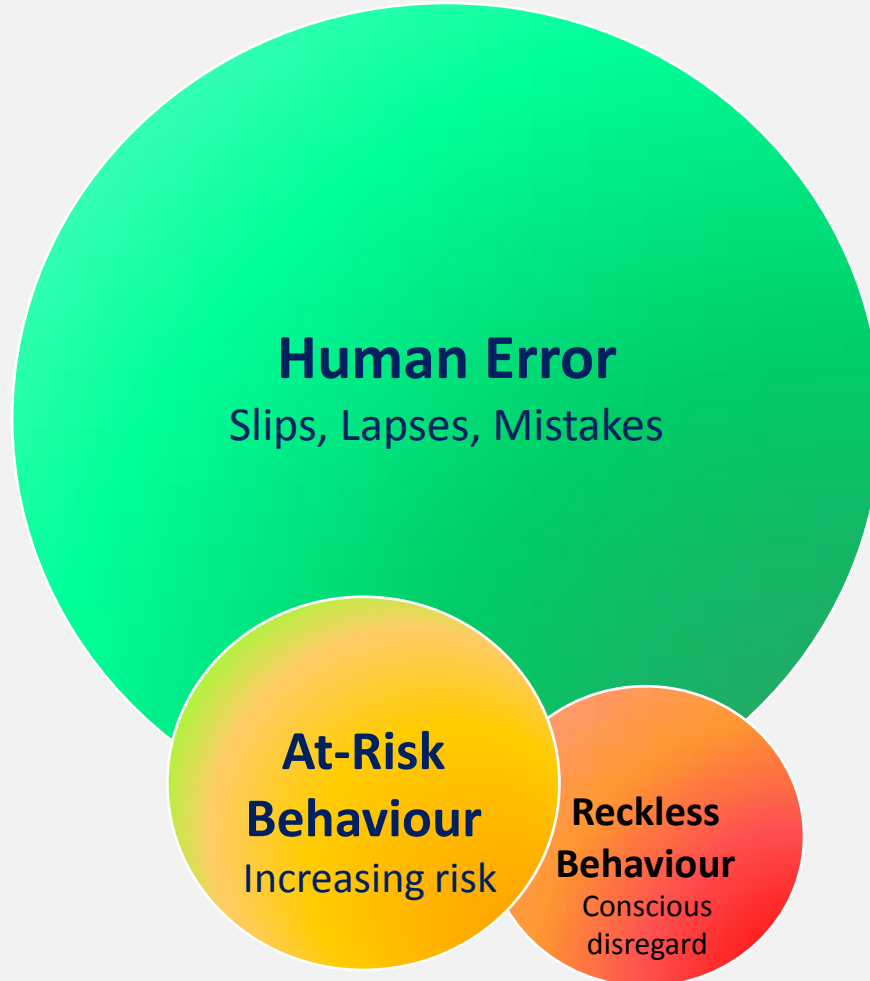 Human Error
Slips, Lapses, Mistakes
At-Risk
Behaviour
Increasing risk
Reckless
Behaviour
Conscious
disregard